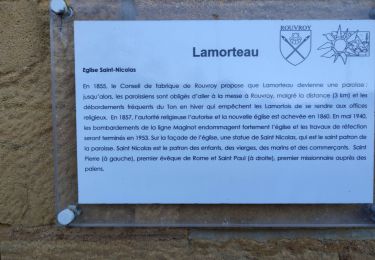 ROUVROY
Lamorteau
Eglise Saint-Nicolas
En 1855, le Conseil de fabrique de Rouvroy propose que Lamorteau devienne une paroisse :
jusqu'alors, les paroissiens sont obligés d'aller à la messe à Rouvroy, malgré la distance (3 km) et les
débordements fréquents du Ton en hiver qui empêchent les Lamortois de se rendre aux offices
religieux. En 1857, l'autorité religieuse l'autorise et la nouvelle église est achevée en 1860. En mai 1940,
les bombardements de la ligne Maginot endommagent fortement l'église et les travaux de réfection
seront terminés en 1953. Sur la façade de l'église, une statue de Saint Nicolas, qui est le saint patron de
la paroisse. Saint Nicolas est le patron des enfants, des vierges, des marins et des commerçants. Saint
Pierre (à gauche), premier évêque de Rome et Saint Paul (à droite), premier missionnaire auprès des
païens.